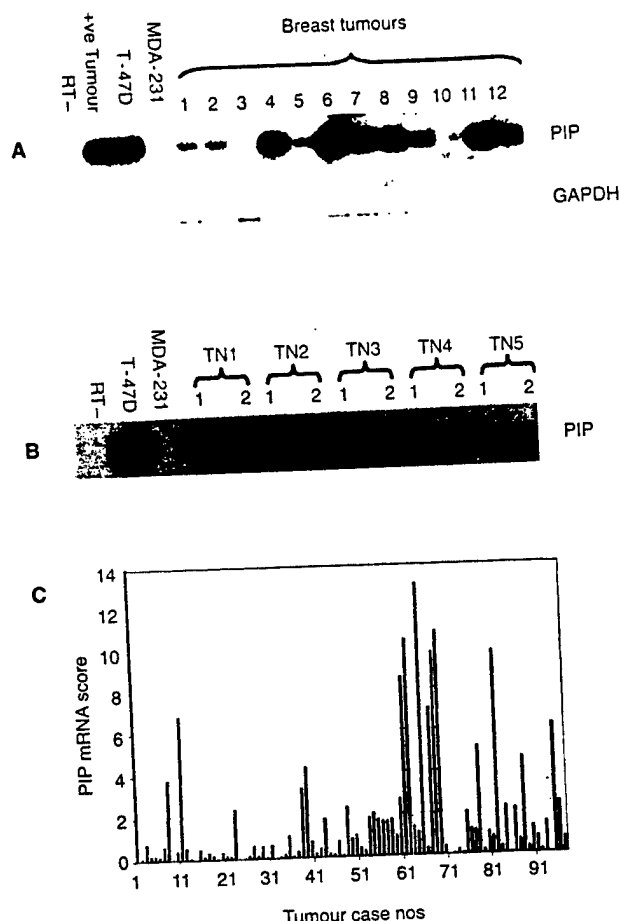 Breast tumours
RT–
+ve Tumour
T-47D
MDA-231
1 2 3 4 5 6 7 8 9 10 11 12
A
PIP
GAPDH
RT–
T-47D
MDA-231
TN1 TN2 TN3 TN4 TN5
1 2 1 2 1 2 1 2 1 2
B
PIP
C
PIP mRNA score
14
12
10
8
6
4
2
0
1 11 21 31 41 51 61 71 81 91
Tumour case nos